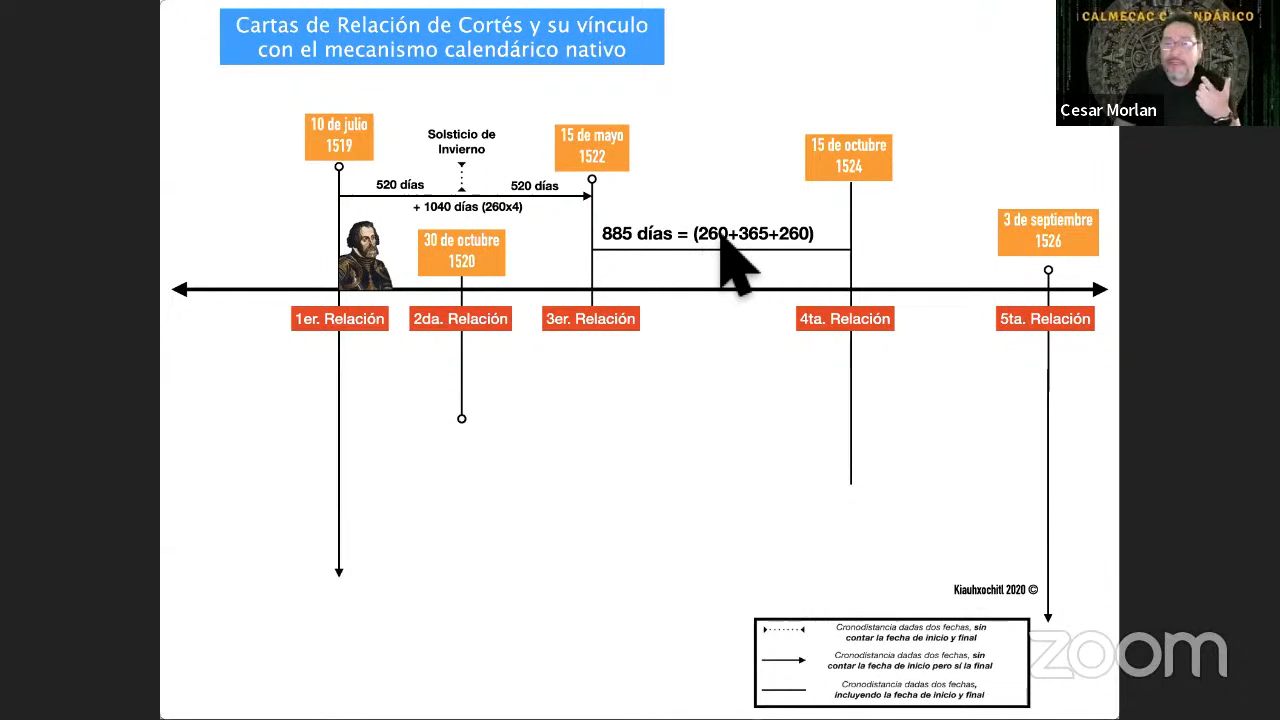 Cartas de Relación de Cortés y su vínculo
con el mecanismo calendárico nativo
CALMECAC CALENDÁRICO
Cesar Morlan
10 de julio
1519
Solsticio de
Invierno
15 de mayo
1522
15 de octubre
1524
520 días
520 días
+ 1040 días (260x4)
3 de septiembre
1526
30 de octubre
1520
885 días = (260+365+260)
1er. Relación
2da. Relación
3er. Relación
4ta. Relación
5ta. Relación
Kiauhxochitl 2020 ©
Cronodistancia dadas dos fechas, sin
contar la fecha de inicio y final
Cronodistancia dadas dos fechas, sin
contar la fecha de inicio pero sí la final
Cronodistancia dadas dos fechas,
incluyendo la fecha de inicio y final
zoom